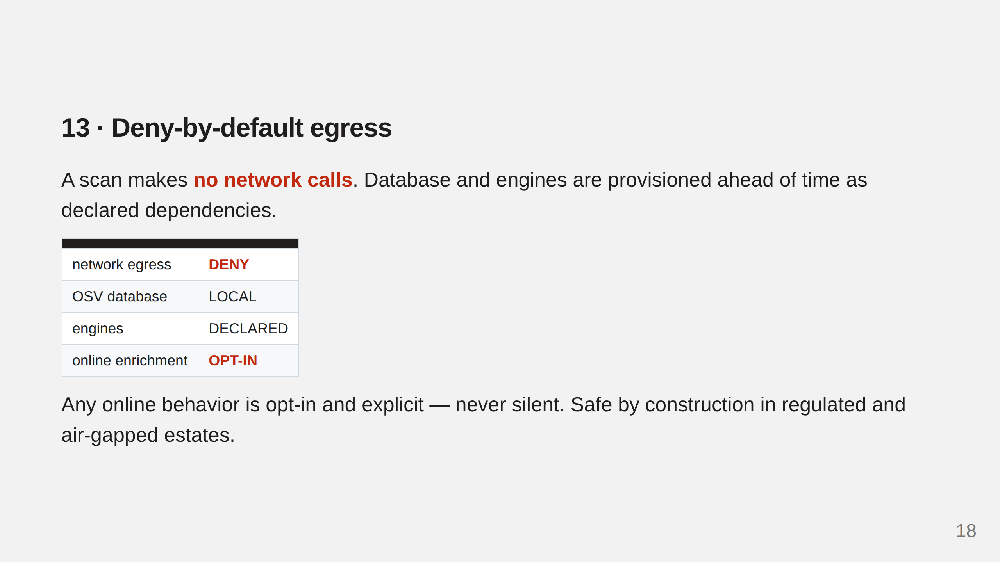 13 · Deny-by-default egress
A scan makes no network calls. Database and engines are provisioned ahead of time as
declared dependencies.
network egress DENY
OSV database LOCAL
engines DECLARED
online enrichment OPT-IN
Any online behavior is opt-in and explicit — never silent. Safe by construction in regulated and
air-gapped estates.
18